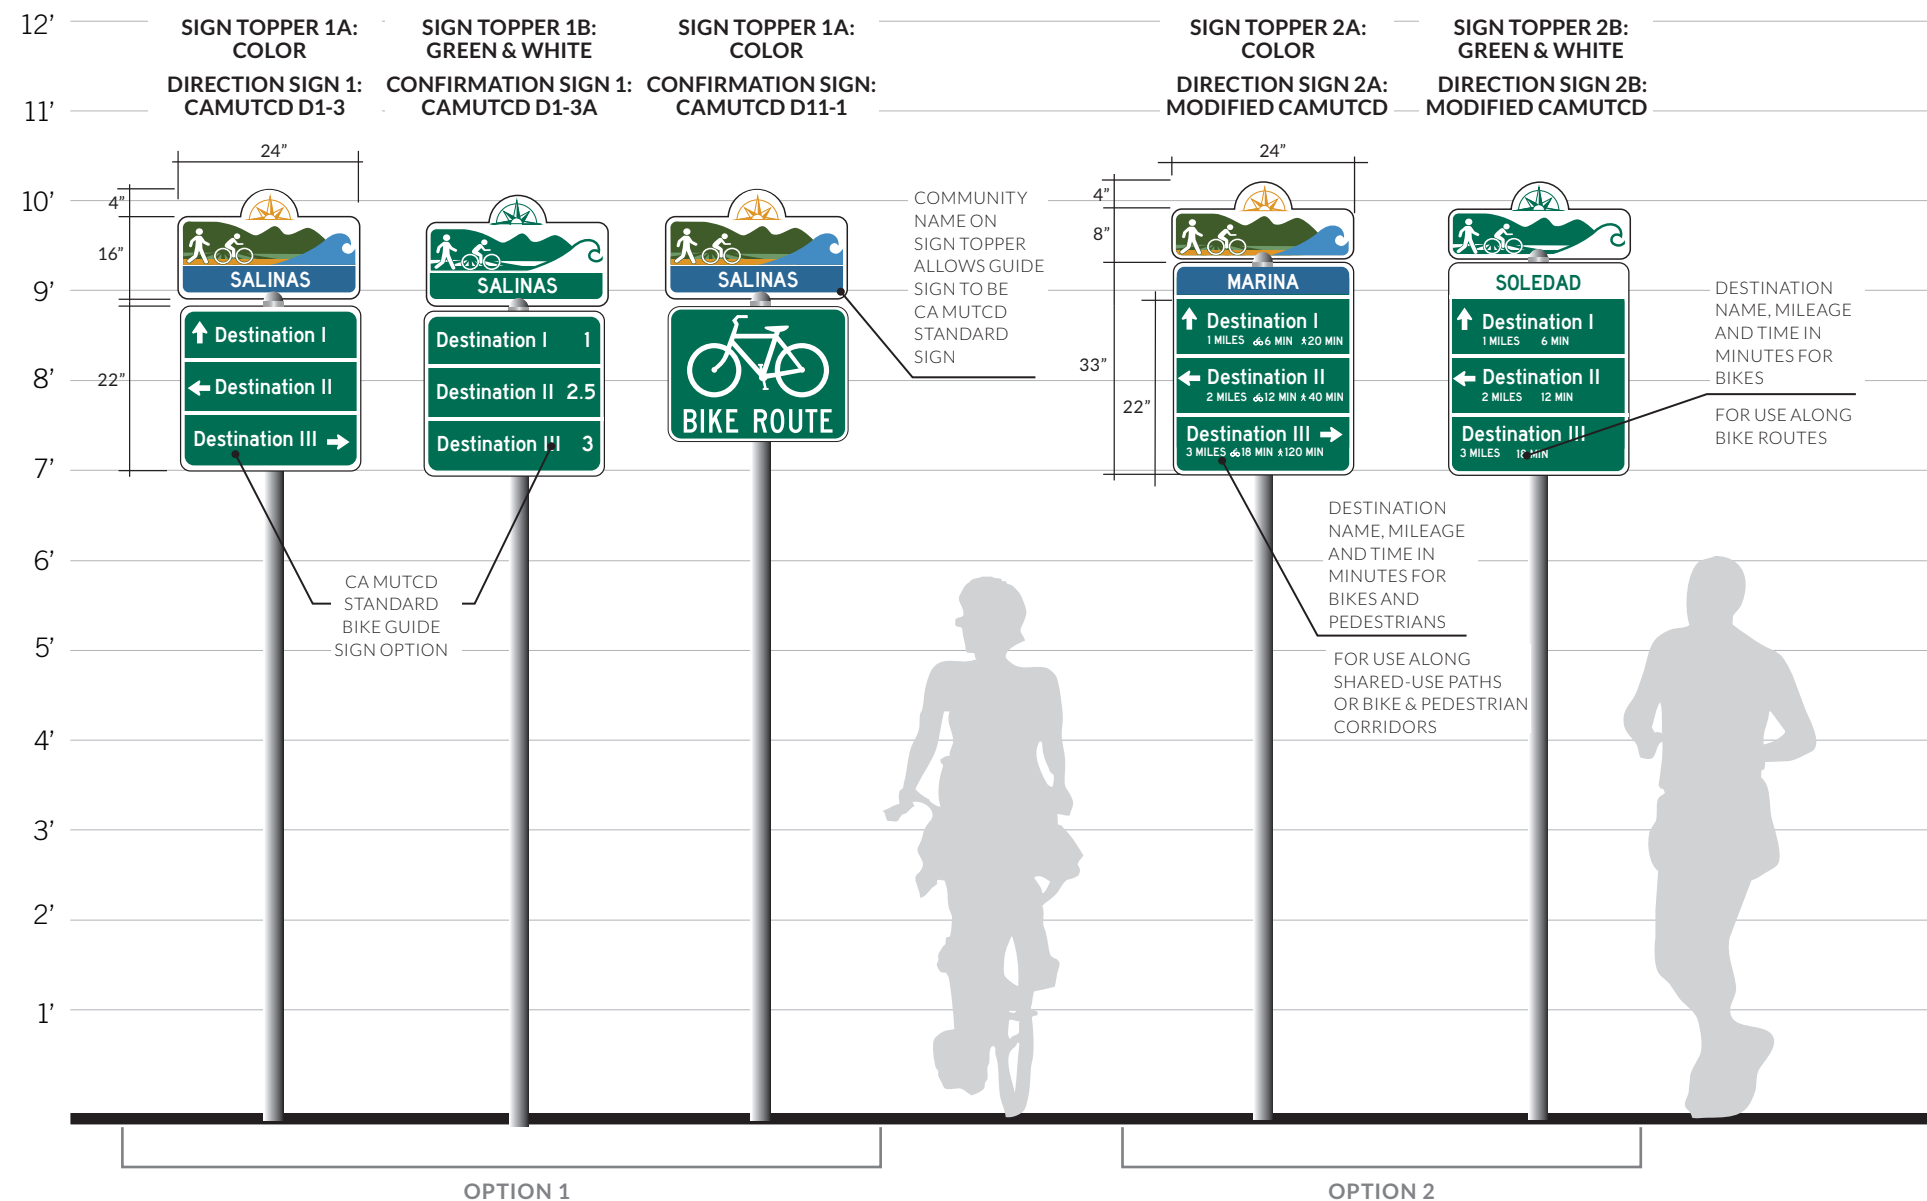 12’
11’
10’
9’
8’
7’
6’
5’
4’
3’
2’
1’
SIGN TOPPER 1A:
COLOR
DIRECTION SIGN 1:
CAMUTCD D1-3
24”
4”
16”
22”
SALINAS
Destination I
Destination II
Destination III
SIGN TOPPER 1B:
GREEN & WHITE
CONFIRMATION SIGN 1:
CAMUTCD D1-3A
SALINAS
Destination I 1
Destination II 2.5
Destination III 3
CA MUTCD
STANDARD
BIKE GUIDE
SIGN OPTION
SIGN TOPPER 1A:
COLOR
CONFIRMATION SIGN:
CAMUTCD D11-1
SALINAS
BIKE ROUTE
COMMUNITY
NAME ON
SIGN TOPPER
ALLOWS GUIDE
SIGN TO BE
CA MUTCD
STANDARD
SIGN
SIGN TOPPER 2A:
COLOR
DIRECTION SIGN 2A:
MODIFIED CAMUTCD
24”
4”
8”
33”
22”
MARINA
Destination I
1 MILES 6 MIN 20 MIN
Destination II
2 MILES 12 MIN 40 MIN
Destination III
3 MILES 18 MIN 120 MIN
DESTINATION
NAME, MILEAGE
AND TIME IN
MINUTES FOR
BIKES AND
PEDESTRIANS
FOR USE ALONG
SHARED-USE PATHS
OR BIKE & PEDESTRIAN
CORRIDORS
SIGN TOPPER 2B:
GREEN & WHITE
DIRECTION SIGN 2B:
MODIFIED CAMUTCD
SOLEDAD
Destination I
1 MILES 6 MIN
Destination II
2 MILES 12 MIN
Destination III
3 MILES 18 MIN
DESTINATION
NAME, MILEAGE
AND TIME IN
MINUTES FOR
BIKES
FOR USE ALONG
BIKE ROUTES
OPTION 1
OPTION 2